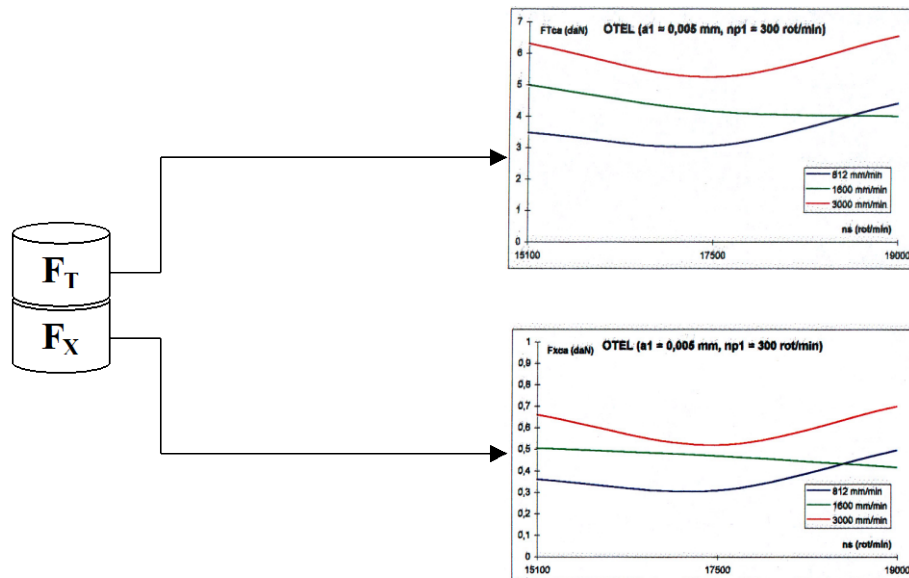 FTca (daN) OTEL (a1 = 0,005 mm, np1 = 300 rot/min)
7
6
5
4
3
2
1
0
812 mm/min
1600 mm/min
3000 mm/min
ns (rot/min)
15100 17500 19000
F_T
F_X
Fxca (daN) OTEL (a1 = 0,005 mm, np1 = 300 rot/min)
1
0,9
0,8
0,7
0,6
0,5
0,4
0,3
0,2
0,1
0
812 mm/min
1600 mm/min
3000 mm/min
ns (rot/min)
15100 17500 19000